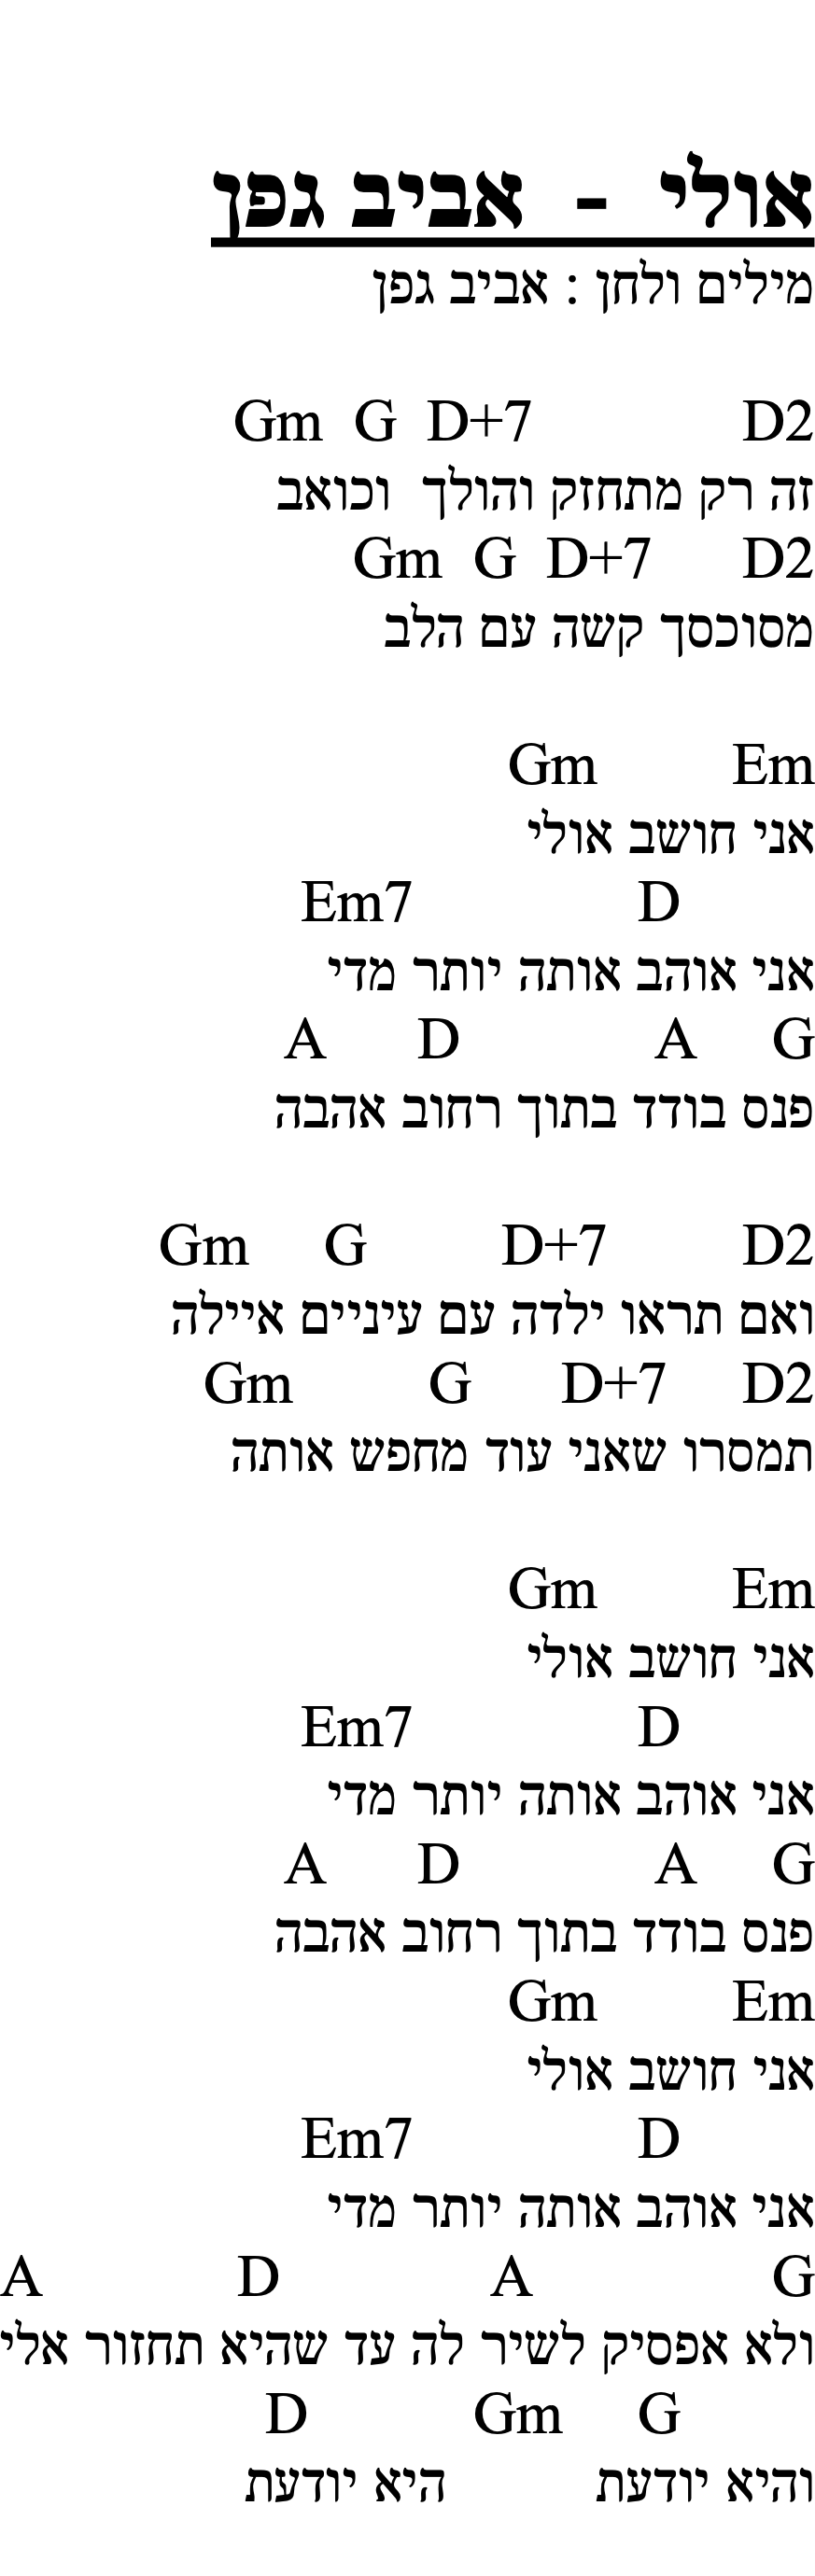 אולי - אביב גפן
מילים ולחן : אביב גפן
Gm G D+7 D2
זה רק מתחזק והולך וכואב
Gm G D+7 D2
מסוכסך קשה עם הלב
Gm Em
אני חושב אולי
Em7 D
אני אוהב אותה יותר מדי
A D A G
פנס בודד בתוך רחוב אהבה
Gm G D+7 D2
ואם תראו ילדה עם עיניים איילה
Gm G D+7 D2
תמסרו שאני עוד מחפש אותה
Gm Em
אני חושב אולי
Em7 D
אני אוהב אותה יותר מדי
A D A G
פנס בודד בתוך רחוב אהבה
Gm Em
אני חושב אולי
Em7 D
אני אוהב אותה יותר מדי
A D A G
ולא אפסיק לשיר לה עד שהיא תחזור אלי
D Gm G
והיא יודעת היא יודעת